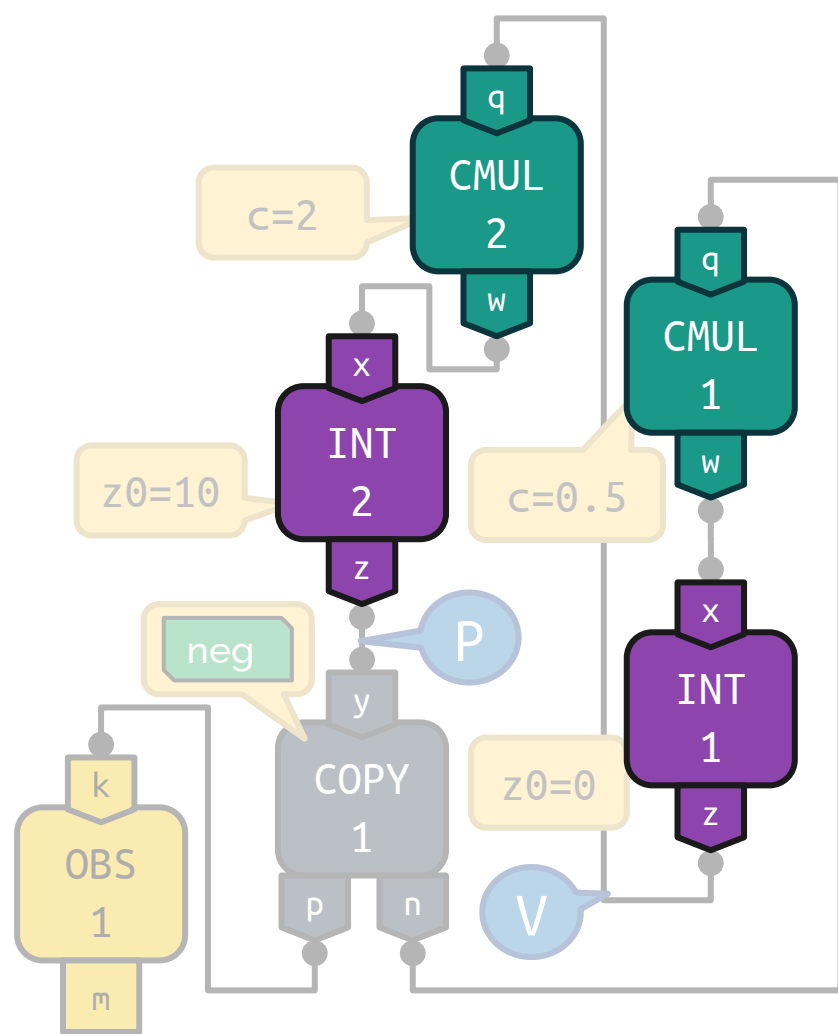 q
CMUL
2
w
c=2
q
CMUL
1
w
c=0.5
x
INT
2
z
z0=10
P
neg
y
COPY
1
p
n
x
INT
1
z
z0=0
V
k
OBS
1
m